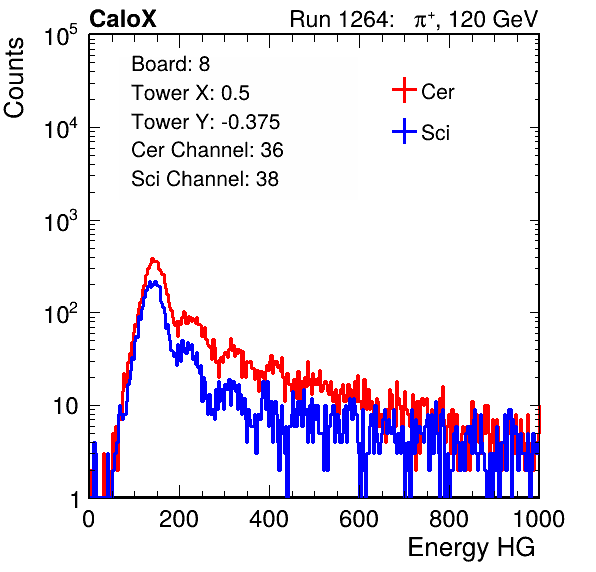 CaloX Run 1264: π⁺, 120 GeV
Counts
10⁵
10⁴
10³
10²
10
1
Board: 8
Tower X: 0.5
Tower Y: -0.375
Cer Channel: 36
Sci Channel: 38
Cer
Sci
0 200 400 600 800 1000
Energy HG